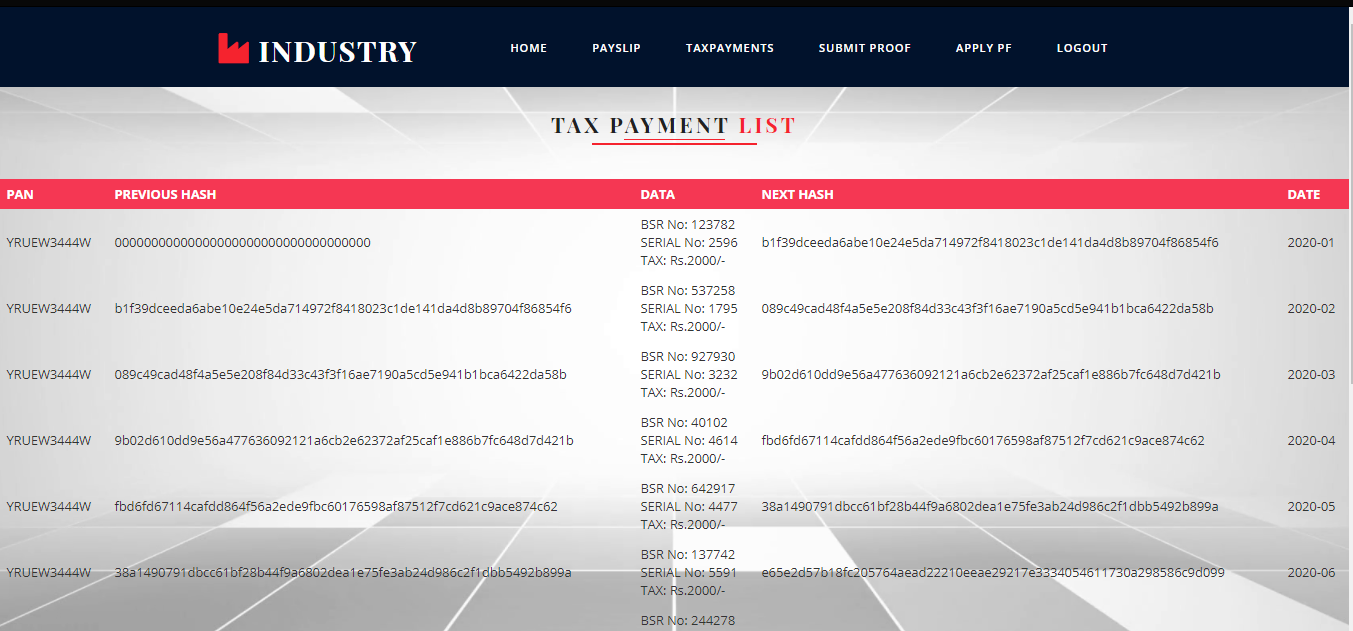 INDUSTRY HOME PAYSLIP TAXPAYMENTS SUBMIT PROOF APPLY PF LOGOUT
TAX PAYMENT LIST
PAN PREVIOUS HASH DATA NEXT HASH DATE
BSR No: 123782
YRUEW3444W 00000000000000000000000000000000000 SERIAL No: 2596 b1f39dceeda6abe10e24e5da714972f8418023c1de141da4d8b89704f86854f6 2020-01
TAX: Rs.2000/-
BSR No: 537258
YRUEW3444W b1f39dceeda6abe10e24e5da714972f8418023c1de141da4d8b89704f86854f6 SERIAL No: 1795 089c49cad48f4a5e5e208f84d33c43f3f16ae7190a5cd5e941b1bca6422da58b 2020-02
TAX: Rs.2000/-
BSR No: 927930
YRUEW3444W 089c49cad48f4a5e5e208f84d33c43f3f16ae7190a5cd5e941b1bca6422da58b SERIAL No: 3232 9b02d610dd9e56a477636092121a6cb2e62372af25caf1e886b7fc648d7d421b 2020-03
TAX: Rs.2000/-
BSR No: 40102
YRUEW3444W 9b02d610dd9e56a477636092121a6cb2e62372af25caf1e886b7fc648d7d421b SERIAL No: 4614 fbd6fd67114cafdd864f56a2ede9fbc60176598af87512f7cd621c9ace874c62 2020-04
TAX: Rs.2000/-
BSR No: 642917
YRUEW3444W fbd6fd67114cafdd864f56a2ede9fbc60176598af87512f7cd621c9ace874c62 SERIAL No: 4477 38a1490791dbcc61bf28b44f9a6802dea1e75fe3ab24d986c2f1dbb5492b899a 2020-05
TAX: Rs.2000/-
BSR No: 137742
YRUEW3444W 38a1490791dbcc61bf28b44f9a6802dea1e75fe3ab24d986c2f1dbb5492b899a SERIAL No: 5591 e65e2d57b18fc205764aead22210eeae29217e3334054611730a298586c9d099 2020-06
TAX: Rs.2000/-
BSR No: 244278